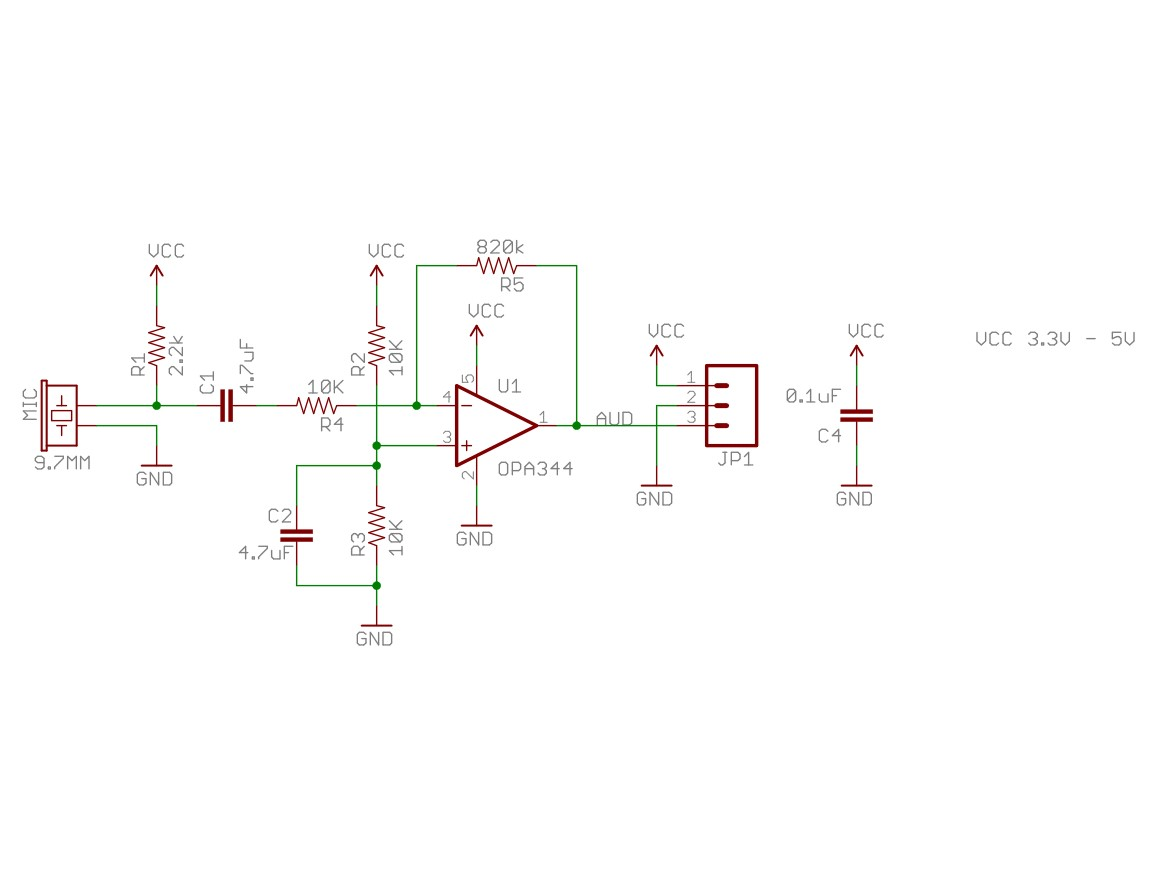 VCC
VCC
820k
R5
VCC
VCC
VCC
VCC 3.3V - 5V
R1
2.2k
C1
4.7uF
R2
10K
10K
R4
MIC
9.7MM
GND
4
5
U1
1
3
2
OPA344
AUD
1
2
3
JP1
0.1uF
C4
GND
GND
GND
C2
4.7uF
R3
10K
GND